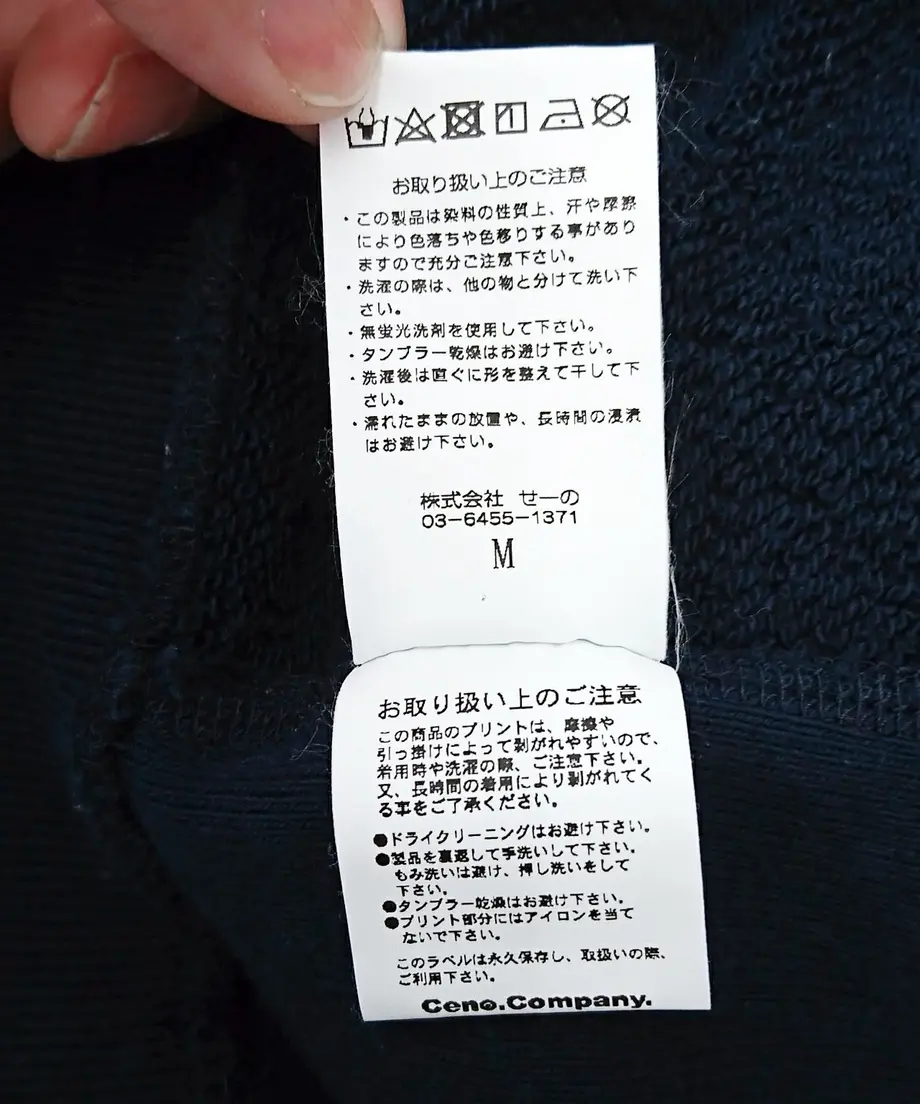 お取り扱い上のご注意
・この製品は染料の性質上、汗や摩擦
により色落ちや色移りする事があり
ますので充分ご注意下さい。
・洗濯の際は、他の物と分けて洗い下
さい。
・無蛍光洗剤を使用して下さい。
・タンブラー乾燥はお避け下さい。
・洗濯後は直ぐに形を整えて干して下
さい。
・濡れたままの放置や、長時間の浸漬
はお避け下さい。
株式会社 せーの
03-6455-1371
M
お取り扱い上のご注意
この商品のプリントは、摩擦や
引っ掛けによって剥がれやすいので、
着用時や洗濯の際、ご注意下さい。
又、長時間の着用により剥がれてく
る事をご了承ください。
●ドライクリーニングはお避け下さい。
●製品を裏返して手洗いして下さい。
もみ洗いは避け、押し洗いをして
下さい。
●タンブラー乾燥はお避け下さい。
●プリント部分にはアイロンを当て
ないで下さい。
このラベルは永久保存し、取扱いの際、
ご利用下さい。
Ceno.Company.